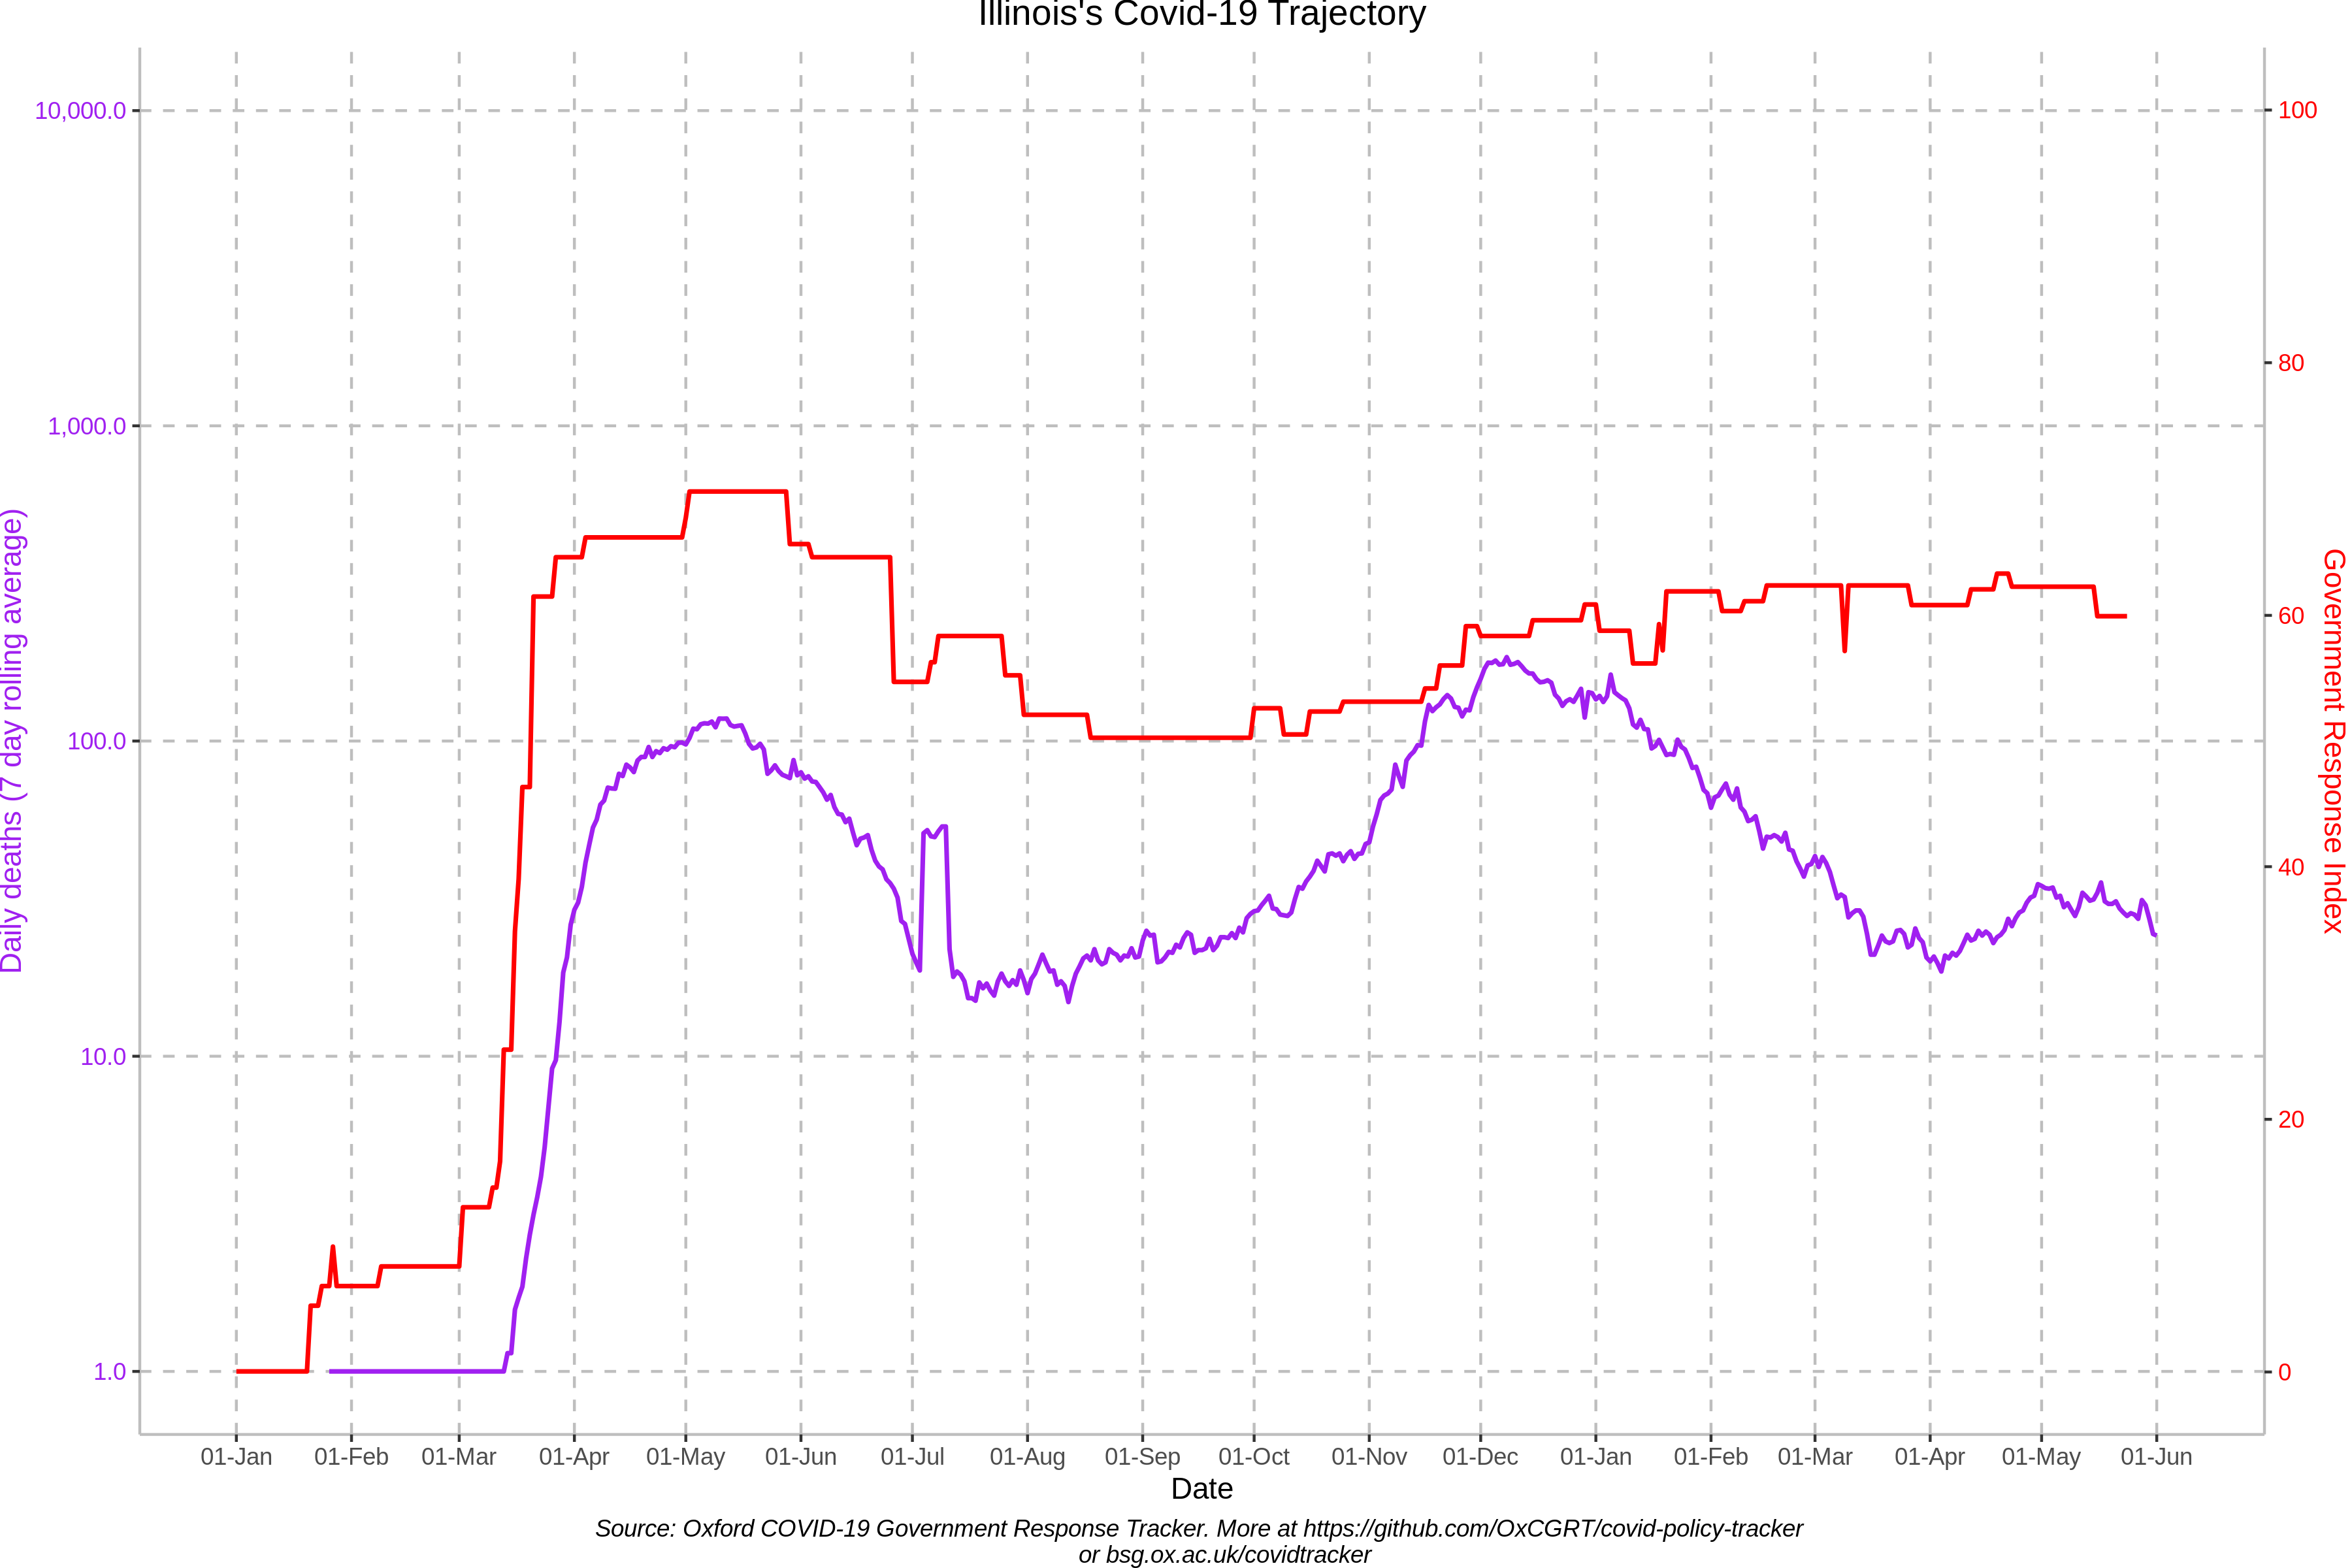 Illinois's Covid-19 Trajectory
10,000.0
1,000.0
100.0
10.0
1.0
Daily deaths (7 day rolling average)
100
80
60
40
20
0
Government Response Index
01-Jan 01-Feb 01-Mar 01-Apr 01-May 01-Jun 01-Jul 01-Aug 01-Sep 01-Oct 01-Nov 01-Dec 01-Jan 01-Feb 01-Mar 01-Apr 01-May 01-Jun
Date
Source: Oxford COVID-19 Government Response Tracker. More at https://github.com/OxCGRT/covid-policy-tracker
or bsg.ox.ac.uk/covidtracker